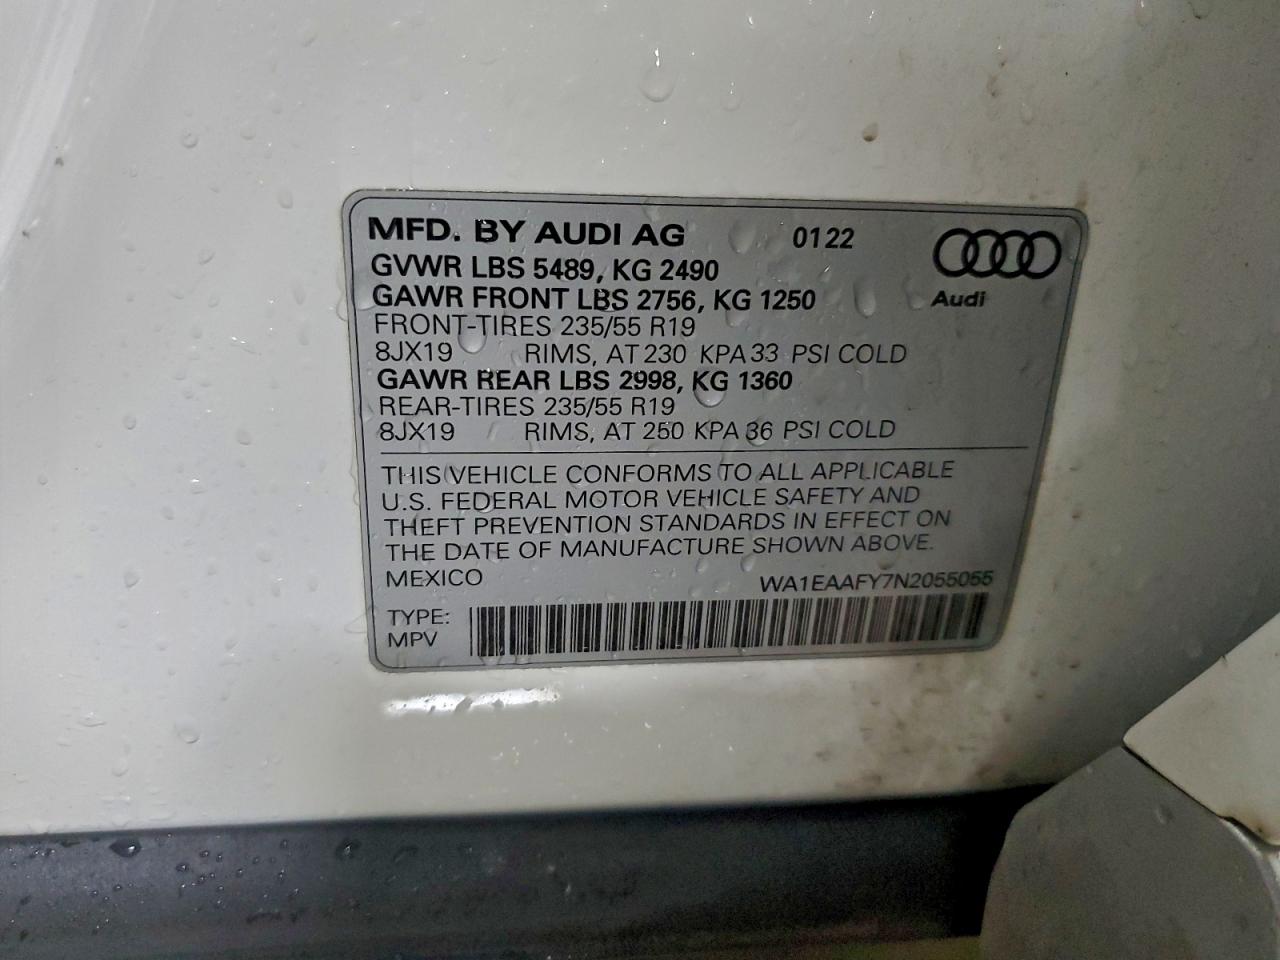 MFD. BY AUDI AG 0122
GVWR LBS 5489, KG 2490
GAWR FRONT LBS 2756, KG 1250
Audi
FRONT-TIRES 235/55 R19
8JX19 RIMS, AT 230 KPA 33 PSI COLD
GAWR REAR LBS 2998, KG 1360
REAR-TIRES 235/55 R19
8JX19 RIMS, AT 250 KPA 36 PSI COLD
THIS VEHICLE CONFORMS TO ALL APPLICABLE
U.S. FEDERAL MOTOR VEHICLE SAFETY AND
THEFT PREVENTION STANDARDS IN EFFECT ON
THE DATE OF MANUFACTURE SHOWN ABOVE.
MEXICO WA1EAAFY7N2055055
TYPE:
MPV